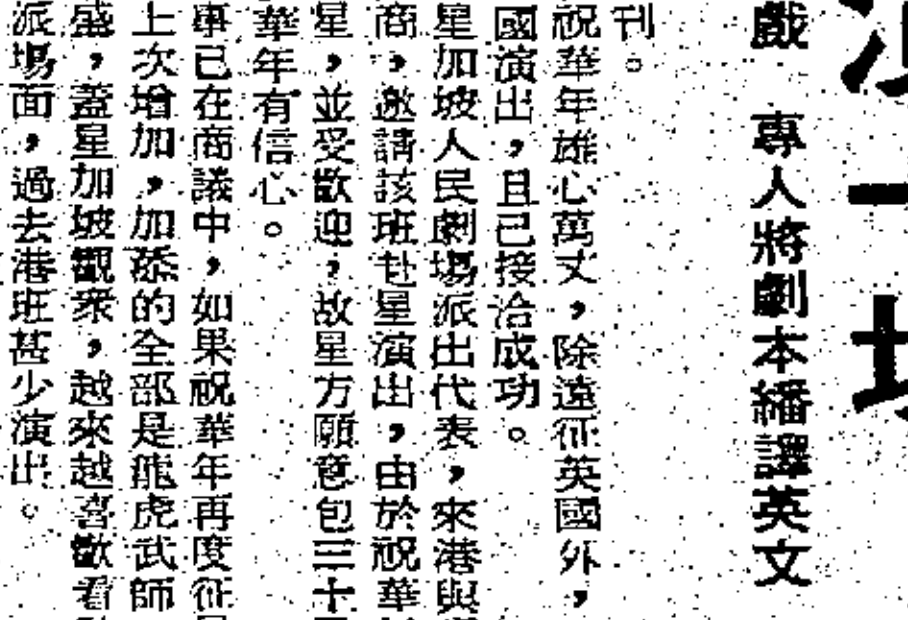 戲　專人將劇本繙譯英文
刊。
祝華年雄心萬丈，除遠征英國外，
國演出，且已接洽成功。
星加坡人民劇場派出代表，來港與
商，邀請該班赴星演出，由於祝華
星，並受歡迎，故星方願意包三十
華年有信心。
事已在商議中，如果祝華年再度征
上次增加，加添的全部是龍虎武師
盛，蓋星加坡觀衆，越來越喜歡看
派場面，過去港班甚少演出。